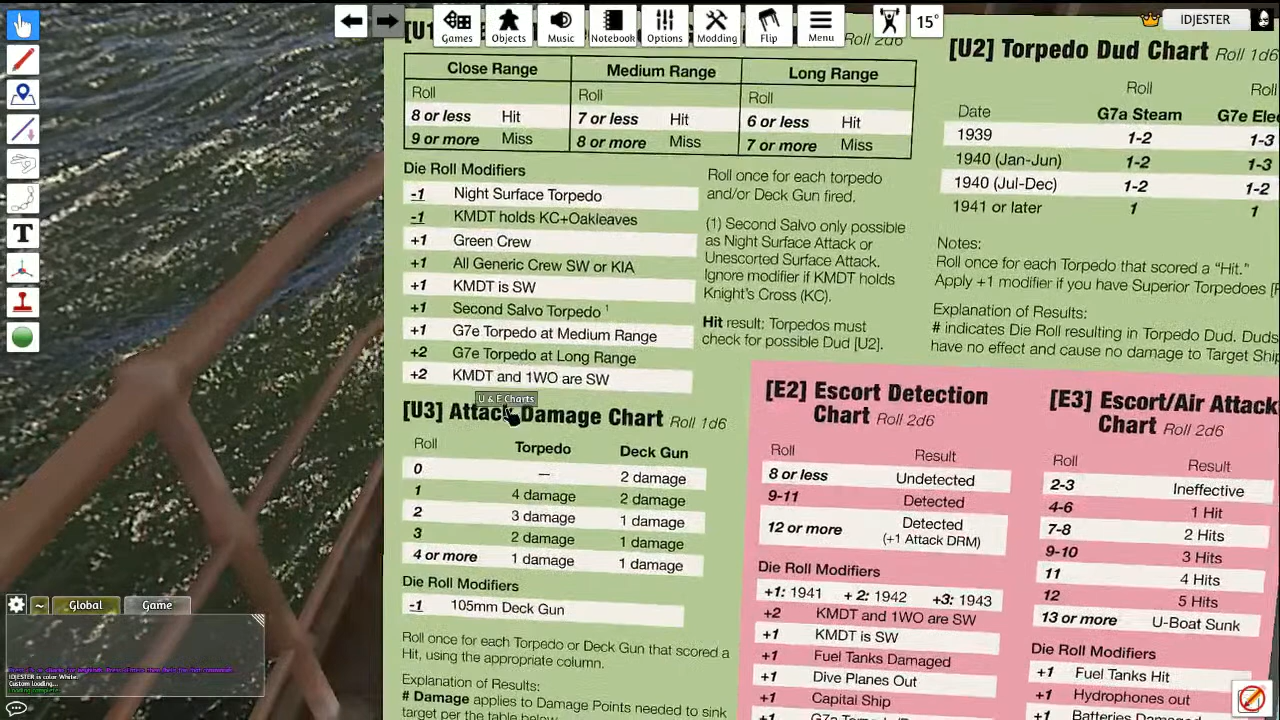 Games
Objects
Music
Notebook
Options
Modding
Flip
Menu
15°
IDJESTER
[U1]
Roll 2d6
Close Range Medium Range Long Range
Roll Roll Roll
8 or less Hit 7 or less Hit 6 or less Hit
9 or more Miss 8 or more Miss 7 or more Miss
Die Roll Modifiers
-1 Night Surface Torpedo
-1 KMDT holds KC+Oakleaves
+1 Green Crew
+1 All Generic Crew SW or KIA
+1 KMDT is SW
+1 Second Salvo Torpedo ¹
+1 G7e Torpedo at Medium Range
+2 G7e Torpedo at Long Range
+2 KMDT and 1WO are SW
Roll once for each torpedo
and/or Deck Gun fired.
(1) Second Salvo only possible
as Night Surface Attack or
Unescorted Surface Attack.
Ignore modifier if KMDT holds
Knight's Cross (KC).
Hit result: Torpedos must
check for possible Dud [U2].
[U2] Torpedo Dud Chart Roll 1d6
Roll Roll
Date G7a Steam G7e Elec
1939 1-2 1-3
1940 (Jan-Jun) 1-2 1-3
1940 (Jul-Dec) 1-2 1-2
1941 or later 1 1
Notes:
Roll once for each Torpedo that scored a "Hit."
Apply +1 modifier if you have Superior Torpedoes
Explanation of Results:
# indicates Die Roll resulting in Torpedo Dud. Duds
have no effect and cause no damage to Target Ship
U & E Charts
[U3] Attack Damage Chart Roll 1d6
Roll Torpedo Deck Gun
0 — 2 damage
1 4 damage 2 damage
2 3 damage 1 damage
3 2 damage 1 damage
4 or more 1 damage 1 damage
Die Roll Modifiers
-1 105mm Deck Gun
Roll once for each Torpedo or Deck Gun that scored a
Hit, using the appropriate column.
Explanation of Results:
# Damage applies to Damage Points needed to sink
target per the table below
[E2] Escort Detection
Chart Roll 2d6
Roll Result
8 or less Undetected
9-11 Detected
12 or more Detected
(+1 Attack DRM)
Die Roll Modifiers
+1: 1941 + 2: 1942 +3: 1943
+2 KMDT and 1WO are SW
+1 KMDT is SW
+1 Fuel Tanks Damaged
+1 Dive Planes Out
+1 Capital Ship
[E3] Escort/Air Attack
Chart Roll 2d6
Roll Result
2-3 Ineffective
4-6 1 Hit
7-8 2 Hits
9-10 3 Hits
11 4 Hits
12 5 Hits
13 or more U-Boat Sunk
Die Roll Modifiers
+1 Fuel Tanks Hit
+1 Hydrophones out
+1 Batteries Damaged
~ Global Game
IDJESTER is color White.
Custom loading...
Loading complete.